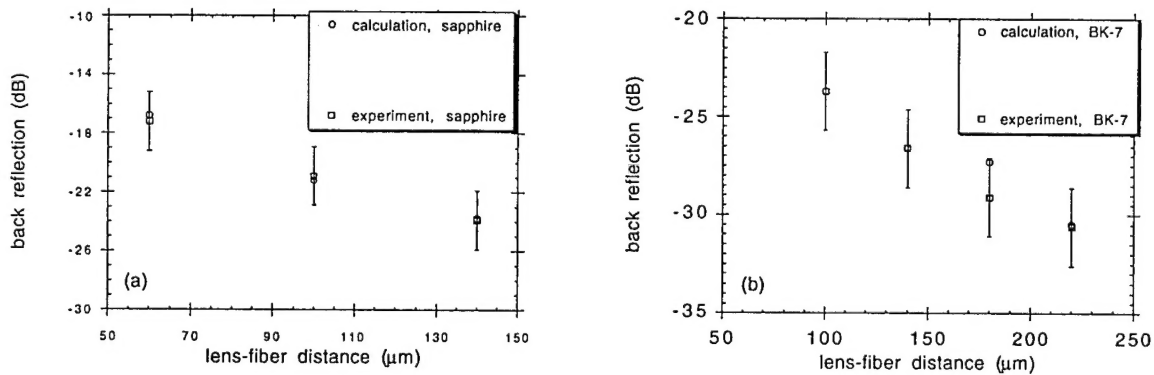 -10
-14
-18
-22
-26
-30
back reflection (dB)
calculation, sapphire
experiment, sapphire
(a)
50 70 90 110 130 150
lens-fiber distance (μm)
-20
-25
-30
-35
back reflection (dB)
calculation, BK-7
experiment, BK-7
(b)
50 100 150 200 250
lens-fiber distance (μm)